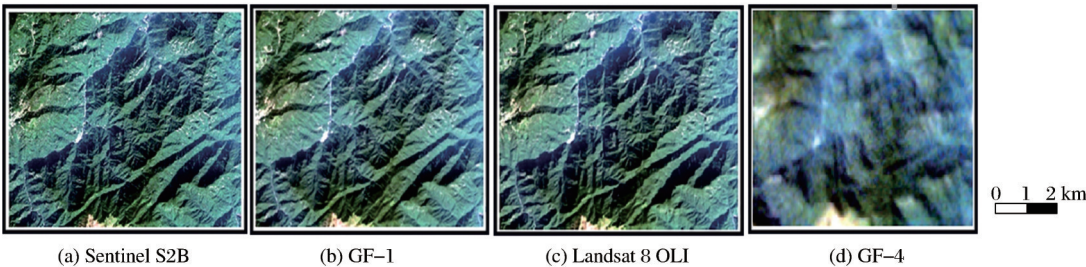 0 1 2 km
(a) Sentinel S2B
(b) GF−1
(c) Landsat 8 OLI
(d) GF−4